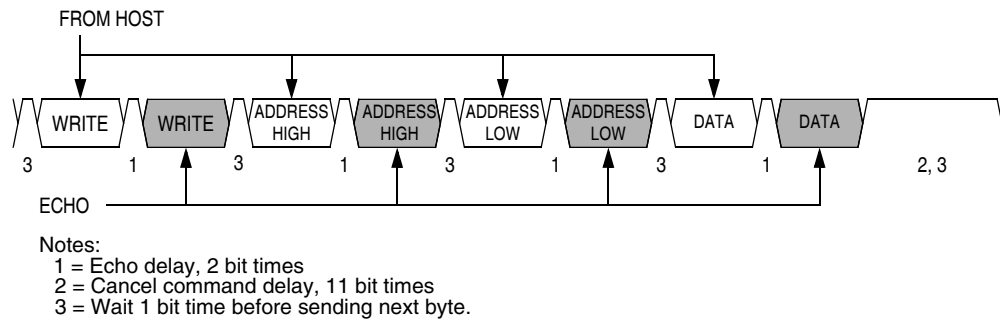 FROM HOST
WRITE WRITE ADDRESS HIGH ADDRESS HIGH ADDRESS LOW ADDRESS LOW DATA DATA
3 1 3 1 3 1 3 1 2, 3
ECHO
Notes:
1 = Echo delay, 2 bit times
2 = Cancel command delay, 11 bit times
3 = Wait 1 bit time before sending next byte.